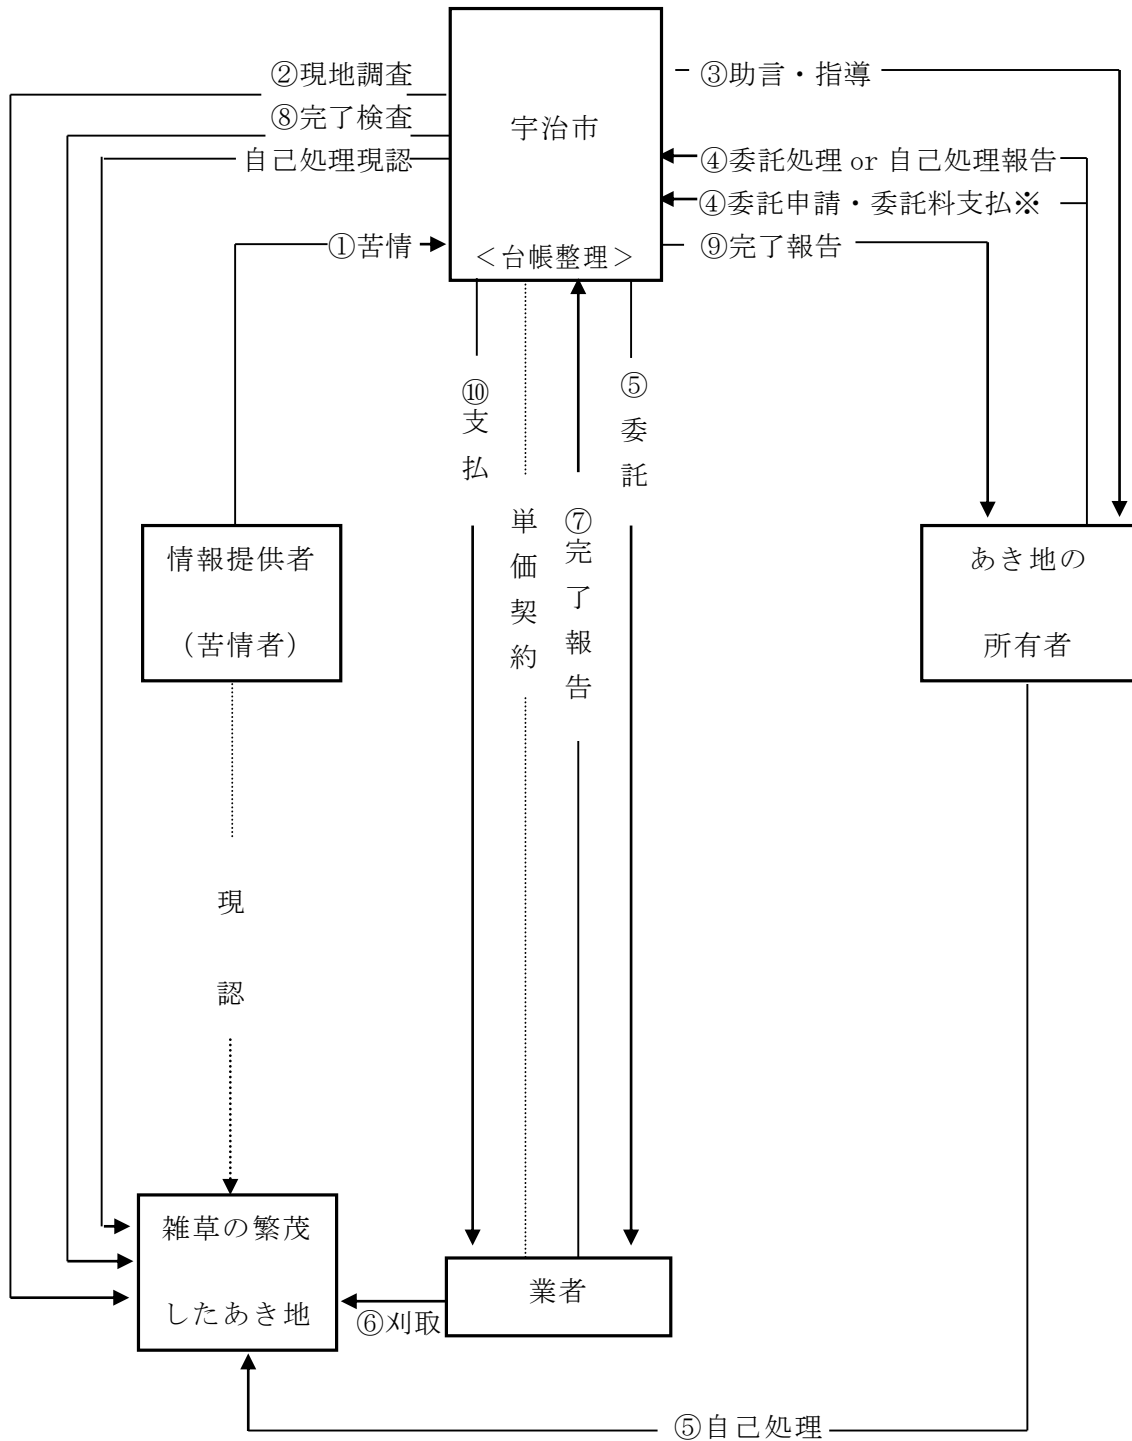 ②現地調査
③助言・指導
⑧完了検査
宇治市
自己処理現認
④委託処理 or 自己処理報告
④委託申請・委託料支払※
①苦情
<台帳整理>
⑨完了報告
⑩支払
単価契約
⑦完了報告
⑤委託
情報提供者
(苦情者)
あき地の
所有者
現認
雑草の繁茂
したあき地
業者
⑥刈取
⑤自己処理